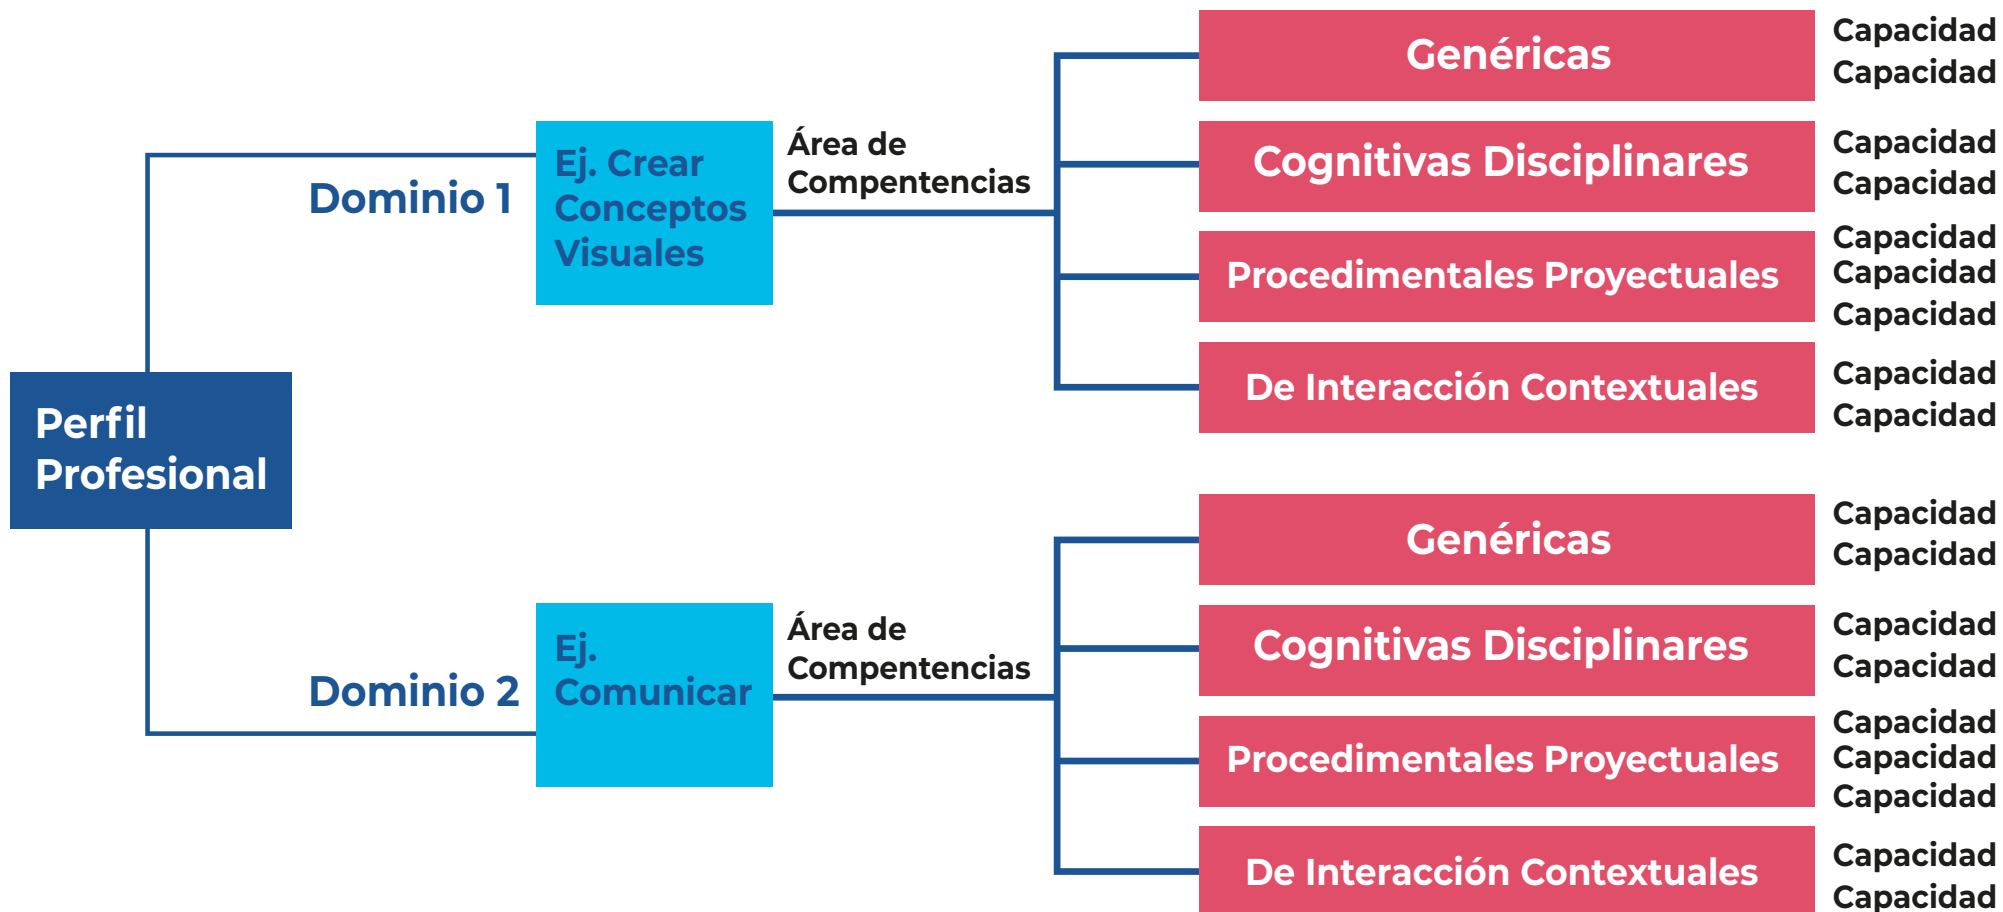 Perfil
Profesional
Dominio 1
Ej. Crear
Conceptos
Visuales
Área de
Compentencias
Genéricas
Capacidad
Capacidad
Cognitivas Disciplinares
Capacidad
Capacidad
Procedimentales Proyectuales
Capacidad
Capacidad
Capacidad
De Interacción Contextuales
Capacidad
Capacidad
Dominio 2
Ej.
Comunicar
Área de
Compentencias
Genéricas
Capacidad
Capacidad
Cognitivas Disciplinares
Capacidad
Capacidad
Procedimentales Proyectuales
Capacidad
Capacidad
Capacidad
De Interacción Contextuales
Capacidad
Capacidad